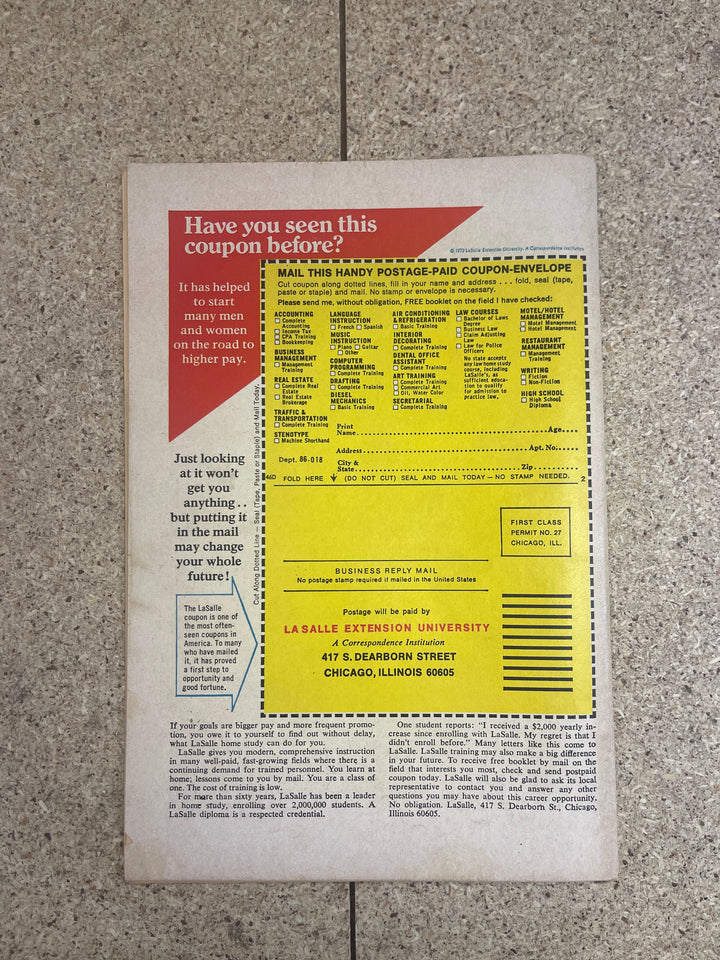 Have you seen this
coupon before?
© 1973 LaSalle Extension University: A Correspondence Institution
It has helped
to start
many men
and women
on the road to
higher pay.
MAIL THIS HANDY POSTAGE-PAID COUPON-ENVELOPE
Cut coupon along dotted lines, fill in your name and address . . . fold, seal (tape,
paste or staple) and mail. No stamp or envelope is necessary.
Please send me, without obligation, FREE booklet on the field I have checked:
ACCOUNTING
☐ Complete
Accounting
☐ Income Tax
☐ CPA Training
☐ Bookkeeping
BUSINESS
MANAGEMENT
☐ Management
Training
REAL ESTATE
☐ Complete Real
Estate
☐ Real Estate
Brokerage
TRAFFIC &
TRANSPORTATION
☐ Complete Training
STENOTYPE
☐ Machine Shorthand
LANGUAGE
INSTRUCTION
☐ French ☐ Spanish
MUSIC
INSTRUCTION
☐ Piano ☐ Guitar
☐ Other
COMPUTER
PROGRAMMING
☐ Complete Training
DRAFTING
☐ Complete Training
DIESEL
MECHANICS
☐ Basic Training
AIR CONDITIONING
& REFRIGERATION
☐ Basic Training
INTERIOR
DECORATING
☐ Complete Training
DENTAL OFFICE
ASSISTANT
☐ Complete Training
ART TRAINING
☐ Complete Training
☐ Commercial Art
☐ Oil, Water Color
SECRETARIAL
☐ Complete Training
LAW COURSES
☐ Bachelor of Laws
Degree
☐ Business Law
☐ Claim Adjusting
Law
☐ Law for Police
Officers
No state accepts
any law home study
course, including
LaSalle's, as
sufficient educa-
tion to qualify
for admission to
practice law.
MOTEL/HOTEL
MANAGEMENT
☐ Motel Management
☐ Hotel Management
RESTAURANT
MANAGEMENT
☐ Management
Training
WRITING
☐ Fiction
☐ Non-Fiction
HIGH SCHOOL
☐ High School
Diploma
Print
Name Age
Address Apt. No.
Dept. 86-018
City &
State Zip
46D FOLD HERE (DO NOT CUT) SEAL AND MAIL TODAY – NO STAMP NEEDED. 2
Cut Along Dotted Line — Seal (Tape, Paste or Staple) and Mail Today.
Just looking
at it won't
get you
anything . .
but putting it
in the mail
may change
your whole
future!
FIRST CLASS
PERMIT NO. 27
CHICAGO, ILL.
BUSINESS REPLY MAIL
No postage stamp required if mailed in the United States
Postage will be paid by
LA SALLE EXTENSION UNIVERSITY
A Correspondence Institution
417 S. DEARBORN STREET
CHICAGO, ILLINOIS 60605
The LaSalle
coupon is one of
the most often-
seen coupons in
America. To many
who have mailed
it, it has proved
a first step to
opportunity and
good fortune.
If your goals are bigger pay and more frequent promo-
tion, you owe it to yourself to find out without delay,
what LaSalle home study can do for you.
LaSalle gives you modern, comprehensive instruction
in many well-paid, fast-growing fields where there is a
continuing demand for trained personnel. You learn at
home; lessons come to you by mail. You are a class of
one. The cost of training is low.
For more than sixty years, LaSalle has been a leader
in home study, enrolling over 2,000,000 students. A
LaSalle diploma is a respected credential.
One student reports: "I received a $2,000 yearly in-
crease since enrolling with LaSalle. My regret is that I
didn't enroll before." Many letters like this come to
LaSalle. LaSalle training may also make a big difference
in your future. To receive free booklet by mail on the
field that interests you most, check and send postpaid
coupon today. LaSalle will also be glad to ask its local
representative to contact you and answer any other
questions you may have about this career opportunity.
No obligation. LaSalle, 417 S. Dearborn St., Chicago,
Illinois 60605.